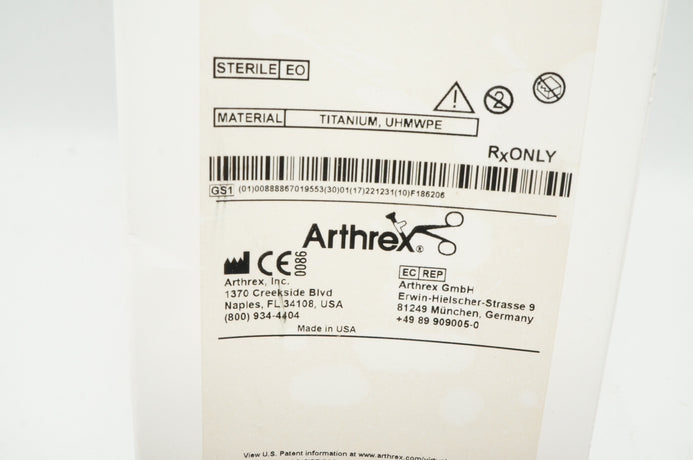 STERILE EO
2
MATERIAL TITANIUM, UHMWPE
RxONLY
GS1 (01)00888867019553(30)01(17)221231(10)F186206
Arthrex®
CE 0086
Arthrex, Inc.
1370 Creekside Blvd
Naples, FL 34108, USA
(800) 934-4404
EC REP
Arthrex GmbH
Erwin-Hielscher-Strasse 9
81249 München, Germany
+49 89 909005-0
Made in USA
View U.S. Patent information at www.arthrex.com/